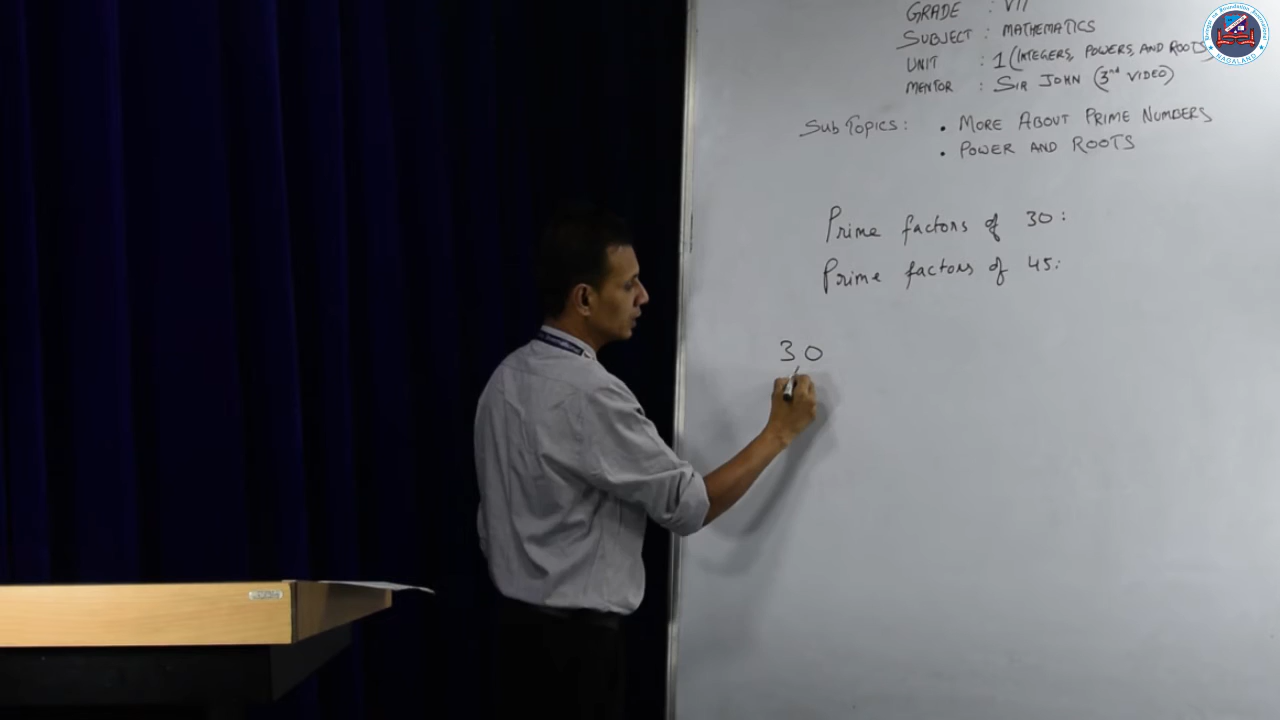 GRADE : VII
SUBJECT : MATHEMATICS
UNIT : 1 (INTEGERS, POWERS, AND ROOTS)
MENTOR : SIR JOHN (3rd VIDEO)
Sub Topics : • MORE ABOUT PRIME NUMBERS
• POWER AND ROOTS
Prime factors of 30:
Prime factors of 45:
30
NAGALAND